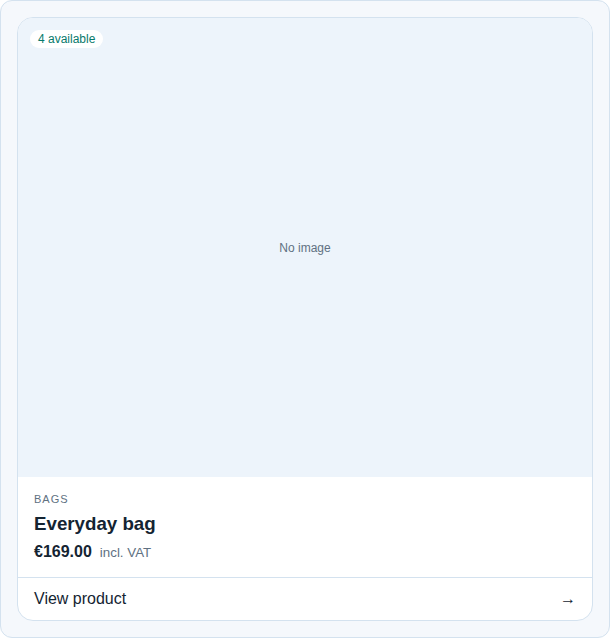 4 available
No image
BAGS
Everyday bag
€169.00 incl. VAT
View product →